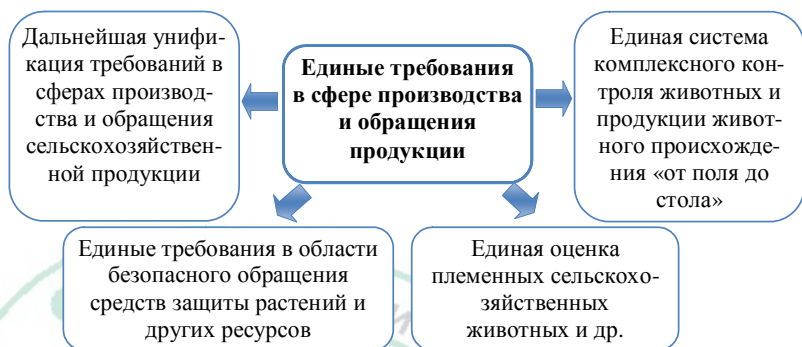 Дальнейшая унифи-
кация требований в
сферах производ-
ства и обращения
сельскохозяйствен-
ной продукции
Единые требования
в сфере производства
и обращения
продукции
Единая система
комплексного кон-
троля животных и
продукции живот-
ного происхожде-
ния «от поля до
стола»
Единые требования в области
безопасного обращения
средств защиты растений и
других ресурсов
Единая оценка
племенных сельскохо-
зяйственных
животных и др.